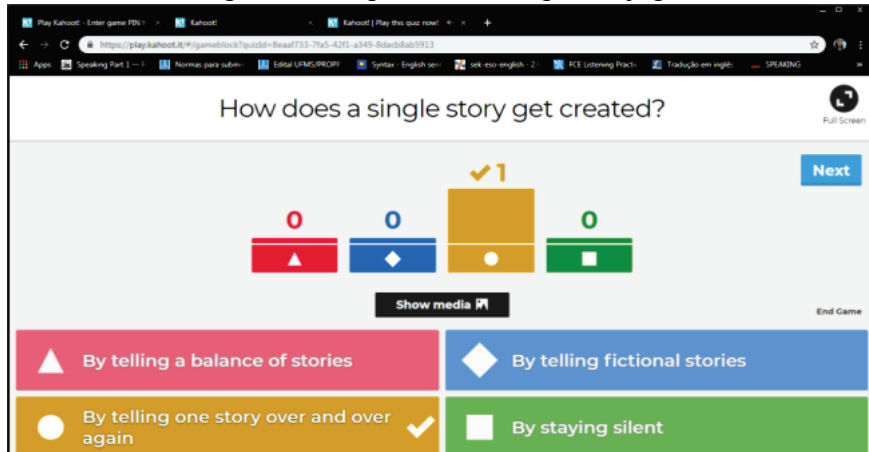 Play Kahoot! - Enter game PIN
Kahoot!
Kahoot! | Play this quiz now!
https://play.kahoot.it/#/gameblock?quizId=8eaaf733-7fa5-42f1-a349-8dacb8ab5913
Apps
Speaking Part 1 —
Normas para subm
Edital UFMS/PROPP
Syntax - English sen
sek-eso-english - 2
FCE Listening Practi
Tradução em inglês
SPEAKING
How does a single story get created?
Full Screen
1
Next
0
0
0
Show media
End Game
By telling a balance of stories
By telling fictional stories
By telling one story over and over
again
By staying silent